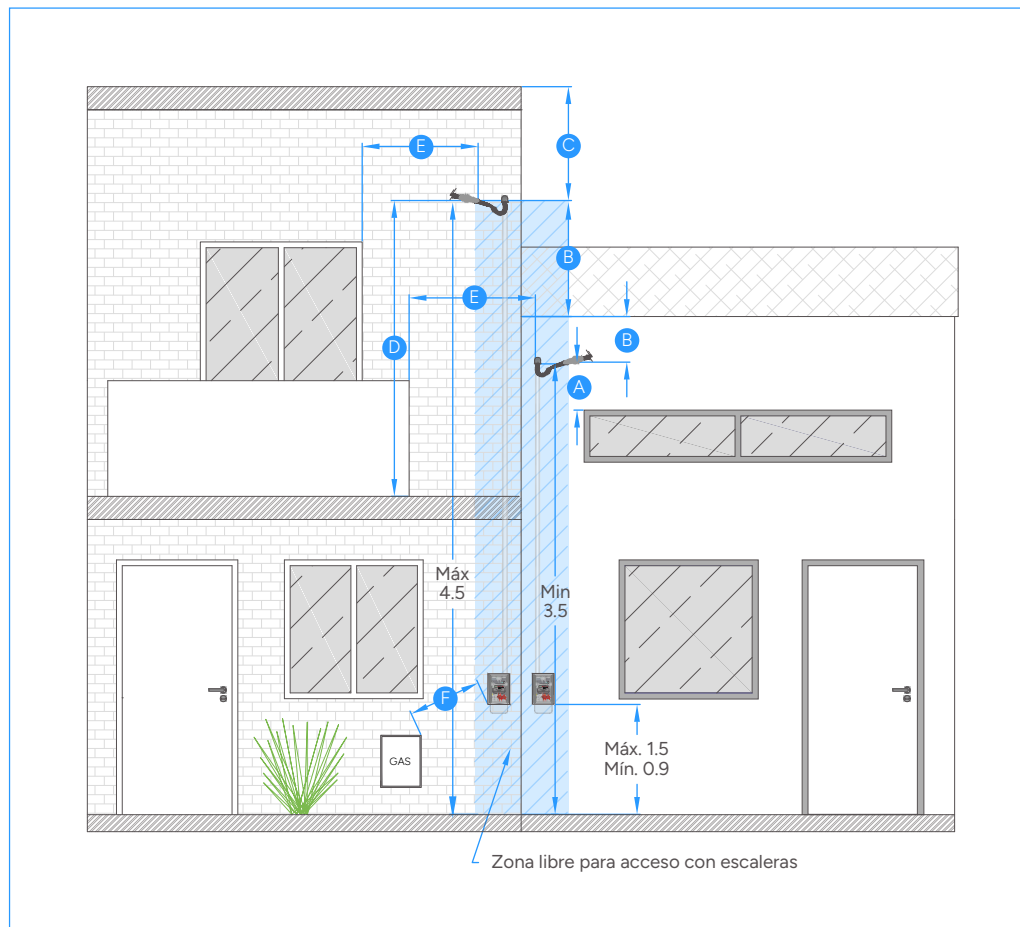 C
E
B
E
B
D
A
Máx
4.5
Min
3.5
F
GAS
Máx. 1.5
Mín. 0.9
Zona libre para acceso con escaleras